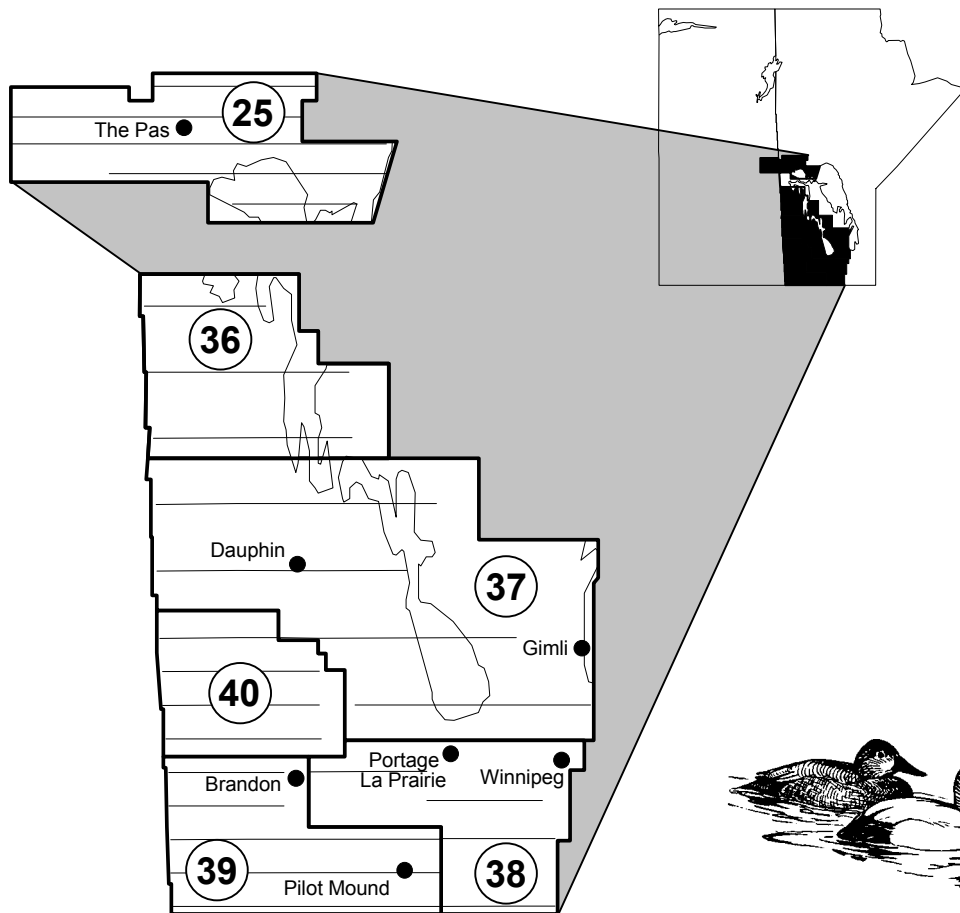 25
The Pas
36
Dauphin
37
Gimli
40
Portage
La Prairie
Winnipeg
Brandon
39
38
Pilot Mound